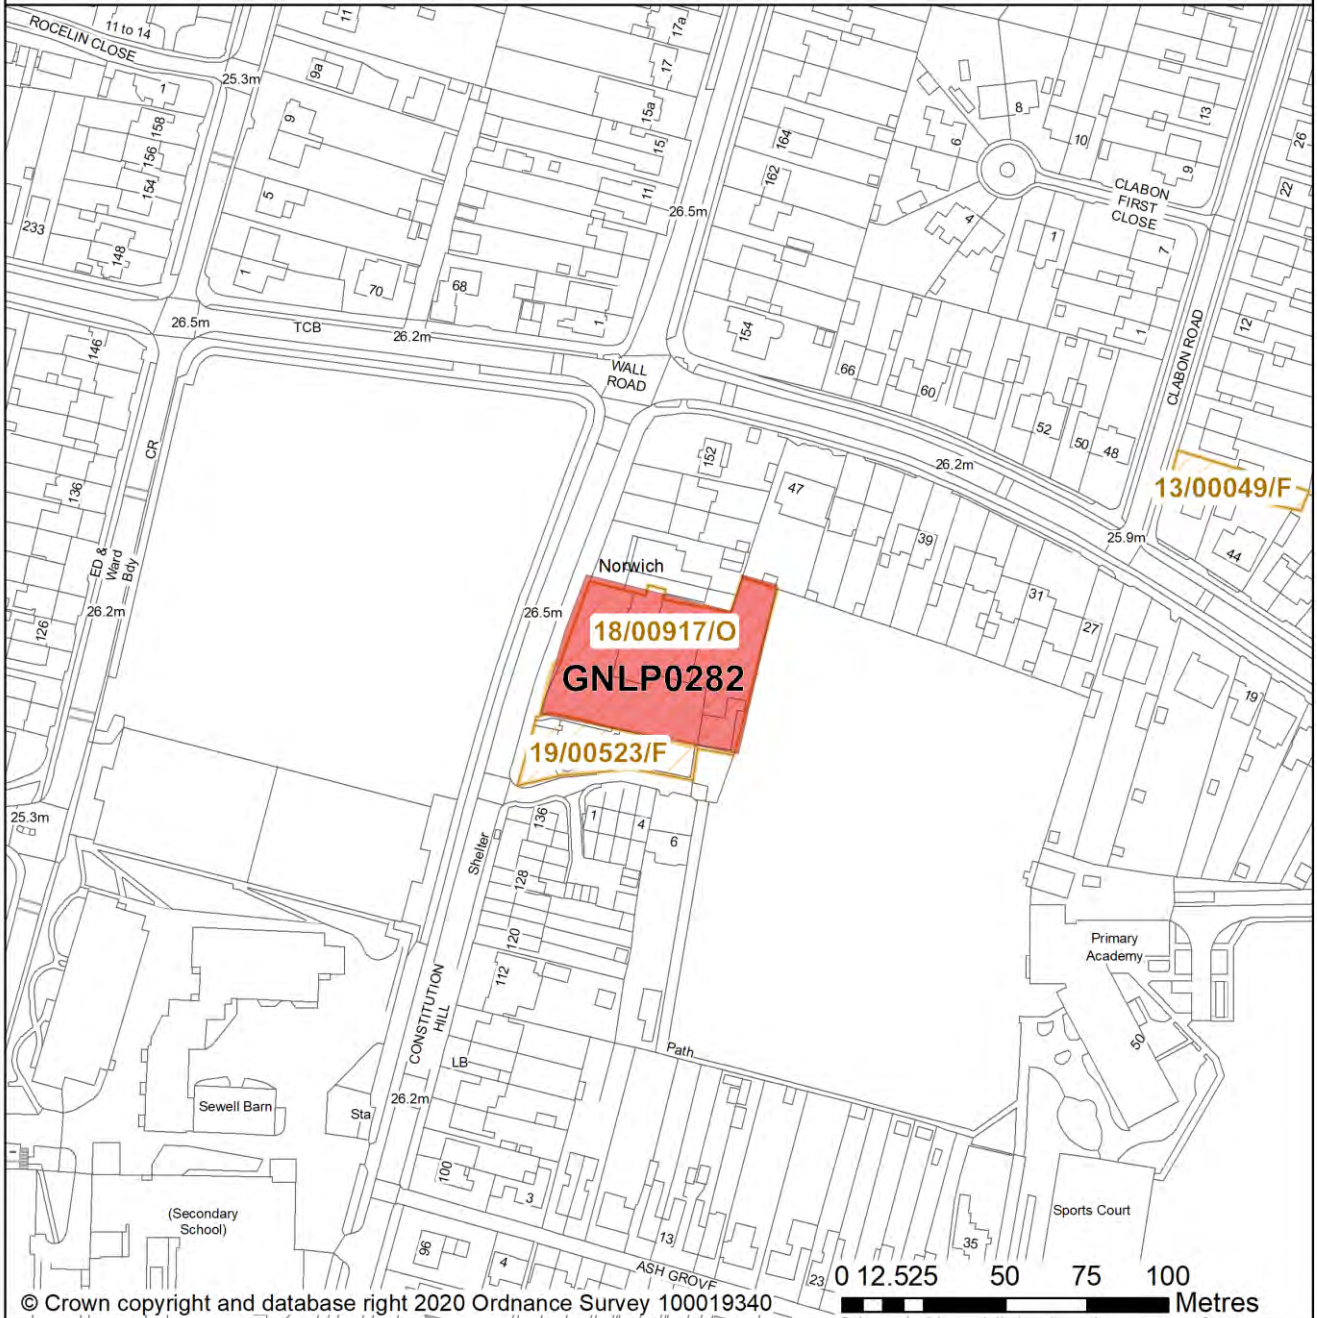 ROCELIN CLOSE
11 to 14
11
17a
17
9a
25.3m
1
158
156
154
148
233
9
5
1
70
68
15a
15
11
1
26.5m
164
162
154
8
6
10
4
1
13
9
26
22
CLABON
FIRST
CLOSE
7
1
12
CLABON ROAD
26.5m
TCB
26.2m
WALL
ROAD
66
60
52
50
48
146
CR
136
152
47
26.2m
13/00049/F
39
25.9m
44
ED &
Ward
Bdy
126
26.2m
Norwich
26.5m
18/00917/O
GNLP0282
31
27
19
19/00523/F
25.3m
136
1
4
6
Shelter
128
120
112
Primary
Academy
50
CONSTITUTION
HILL
LB
Path
26.2m
Sewell Barn
Sta
100
3
(Secondary
School)
Sports Court
96
4
13
35
23
ASH GROVE
0 12.525 50 75 100
Metres
© Crown copyright and database right 2020 Ordnance Survey 100019340